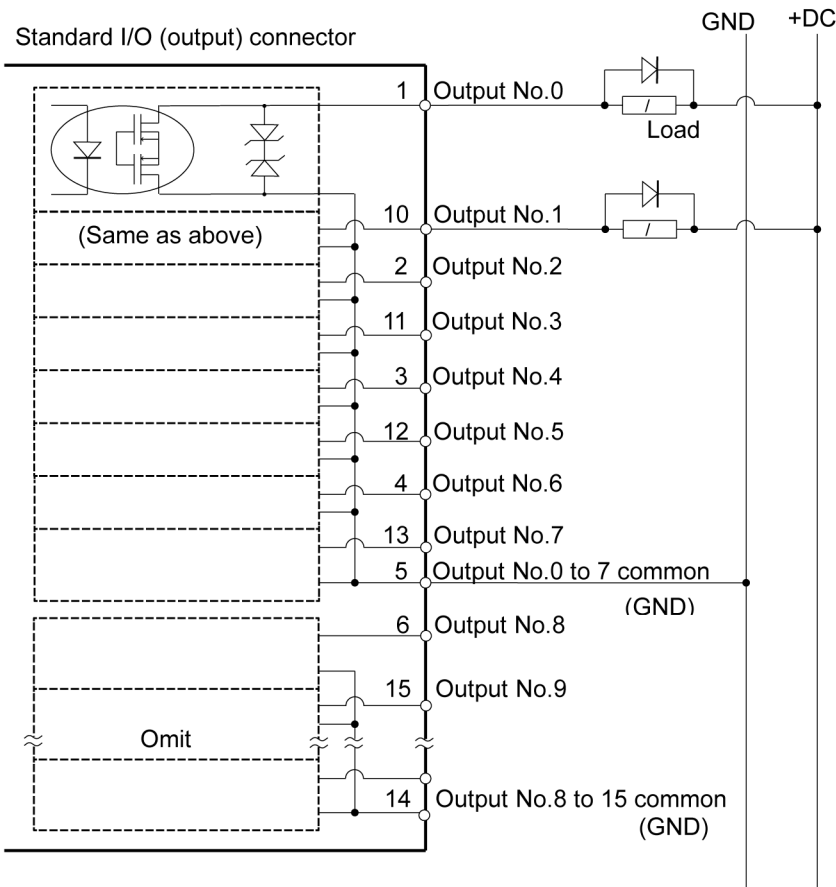 GND +DC
Standard I/O (output) connector
1 Output No.0
Load
10 Output No.1
(Same as above)
2 Output No.2
11 Output No.3
3 Output No.4
12 Output No.5
4 Output No.6
13 Output No.7
5 Output No.0 to 7 common
(GND)
6 Output No.8
15 Output No.9
Omit
14 Output No.8 to 15 common
(GND)